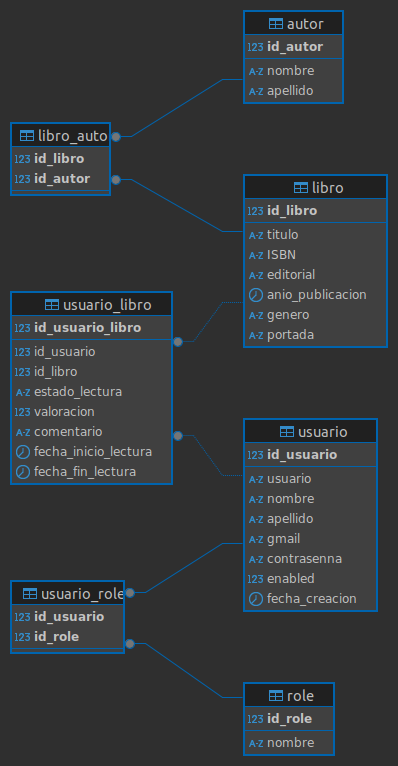 autor
123 id_autor
A-Z nombre
A-Z apellido
libro_auto
123 id_libro
123 id_autor
libro
123 id_libro
A-Z titulo
A-Z ISBN
A-Z editorial
anio_publicacion
A-Z genero
A-Z portada
usuario_libro
123 id_usuario_libro
123 id_usuario
123 id_libro
A-Z estado_lectura
123 valoracion
A-Z comentario
fecha_inicio_lectura
fecha_fin_lectura
usuario
123 id_usuario
A-Z usuario
A-Z nombre
A-Z apellido
A-Z gmail
A-Z contrasenna
123 enabled
fecha_creacion
usuario_role
123 id_usuario
123 id_role
role
123 id_role
A-Z nombre